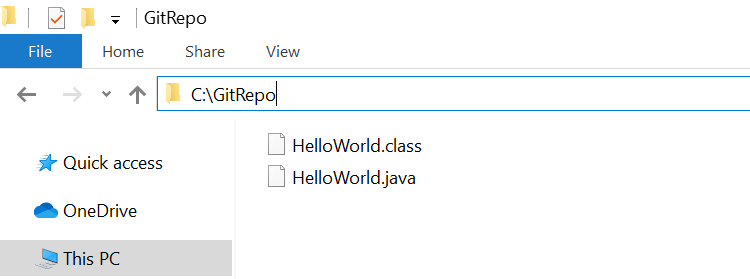 GitRepo
File Home Share View
C:\GitRepo
HelloWorld.class
Quick access
HelloWorld.java
OneDrive
This PC